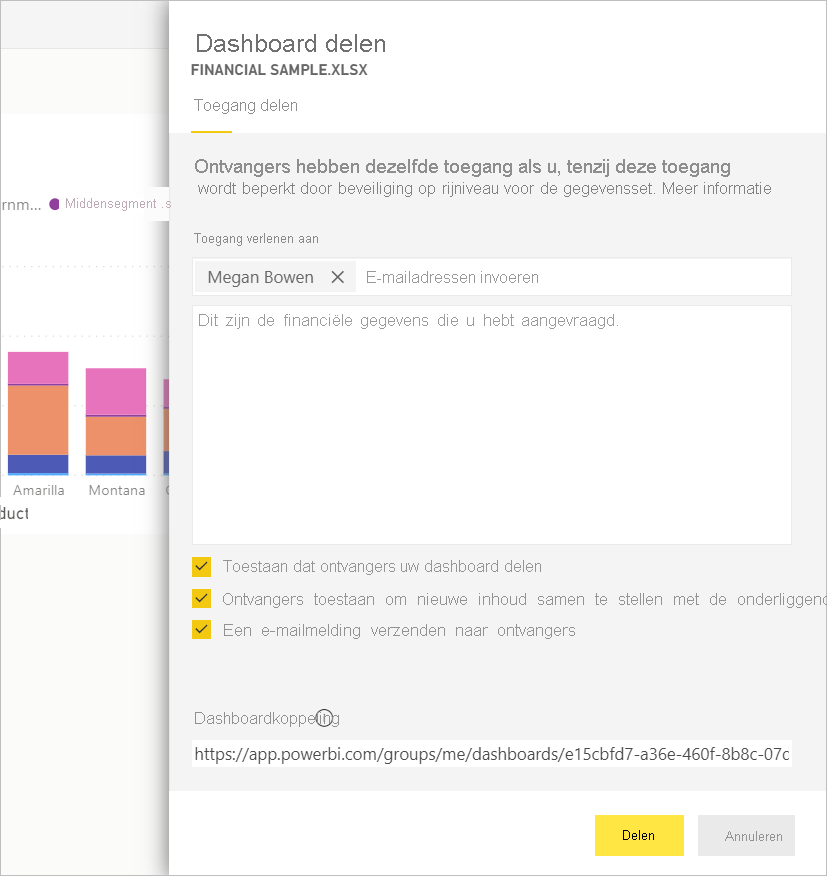 Dashboard delen
FINANCIAL SAMPLE.XLSX
Toegang delen
Ontvangers hebben dezelfde toegang als u, tenzij deze toegang
wordt beperkt door beveiliging op rijniveau voor de gegevensset. Meer informatie
rnm... Middensegment .s
Toegang verlenen aan
Megan Bowen E-mailadressen invoeren
Dit zijn de financiële gegevens die u hebt aangevraagd.
Amarilla Montana
duct
Toestaan dat ontvangers uw dashboard delen
Ontvangers toestaan om nieuwe inhoud samen te stellen met de onderliggend
Een e-mailmelding verzenden naar ontvangers
Dashboardkoppeling
https://app.powerbi.com/groups/me/dashboards/e15cbfd7-a36e-460f-8b8c-07c
Delen Annuleren